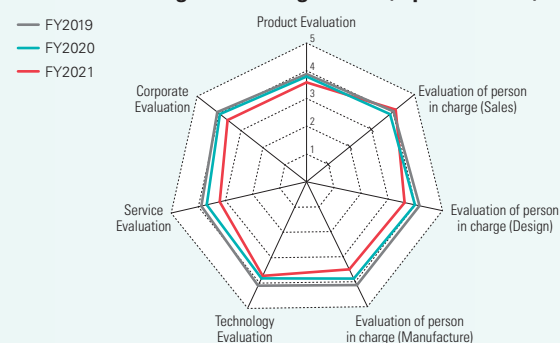 FY2019
FY2020
FY2021
Product Evaluation
5
4
3
2
1
Evaluation of person
in charge (Sales)
Evaluation of person
in charge (Design)
Evaluation of person
in charge (Manufacture)
Technology
Evaluation
Service
Evaluation
Corporate
Evaluation